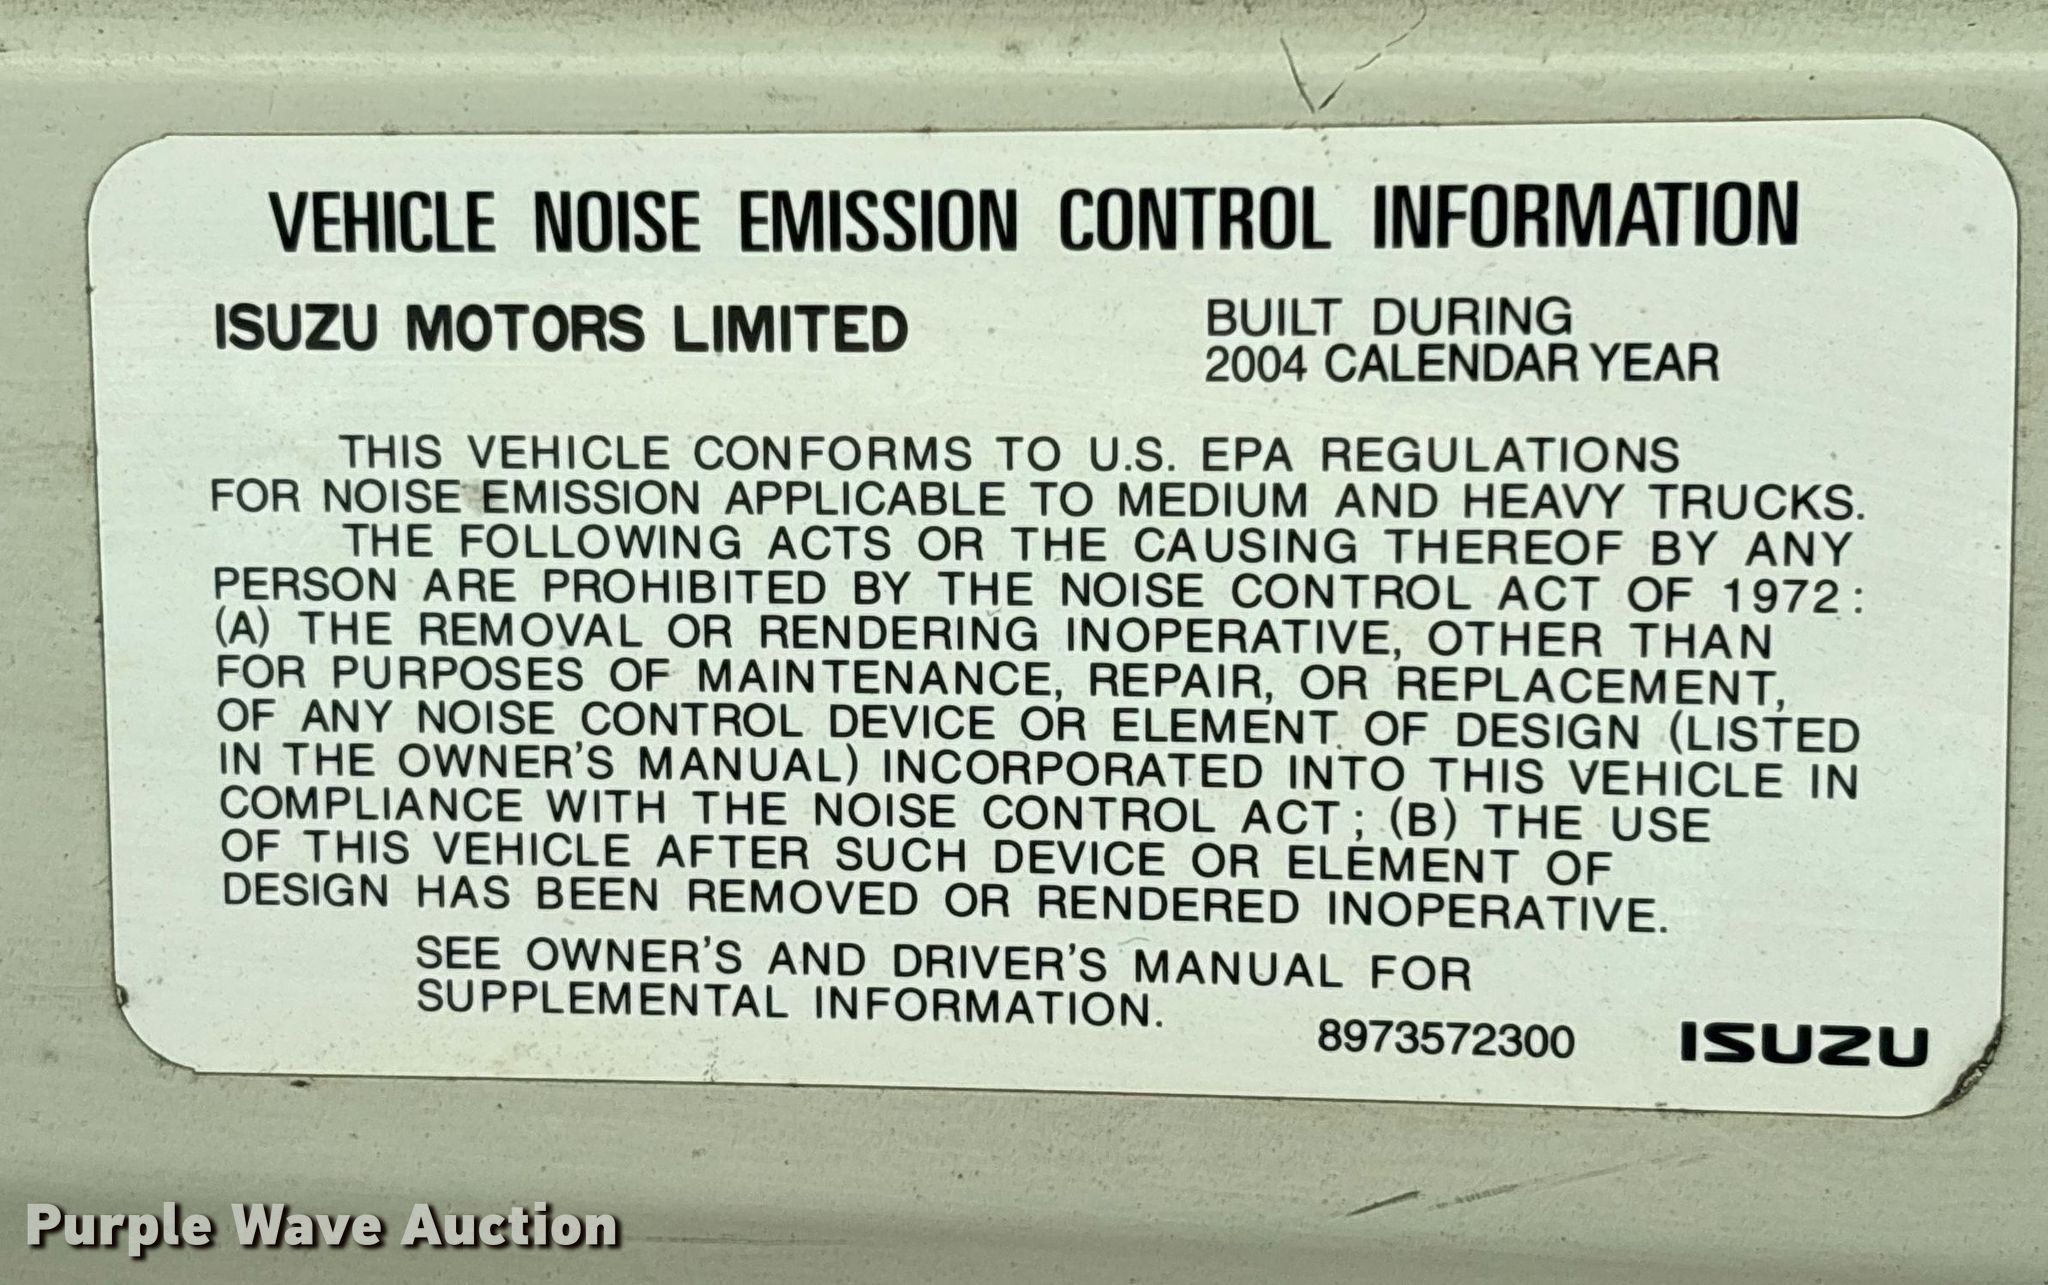 VEHICLE NOISE EMISSION CONTROL INFORMATION
ISUZU MOTORS LIMITED
BUILT DURING
2004 CALENDAR YEAR
THIS VEHICLE CONFORMS TO U.S. EPA REGULATIONS
FOR NOISE EMISSION APPLICABLE TO MEDIUM AND HEAVY TRUCKS.
THE FOLLOWING ACTS OR THE CAUSING THEREOF BY ANY
PERSON ARE PROHIBITED BY THE NOISE CONTROL ACT OF 1972:
(A) THE REMOVAL OR RENDERING INOPERATIVE, OTHER THAN
FOR PURPOSES OF MAINTENANCE, REPAIR, OR REPLACEMENT,
OF ANY NOISE CONTROL DEVICE OR ELEMENT OF DESIGN (LISTED
IN THE OWNER'S MANUAL) INCORPORATED INTO THIS VEHICLE IN
COMPLIANCE WITH THE NOISE CONTROL ACT; (B) THE USE
OF THIS VEHICLE AFTER SUCH DEVICE OR ELEMENT OF
DESIGN HAS BEEN REMOVED OR RENDERED INOPERATIVE.
SEE OWNER'S AND DRIVER'S MANUAL FOR
SUPPLEMENTAL INFORMATION.
8973572300
ISUZU
Purple Wave Auction